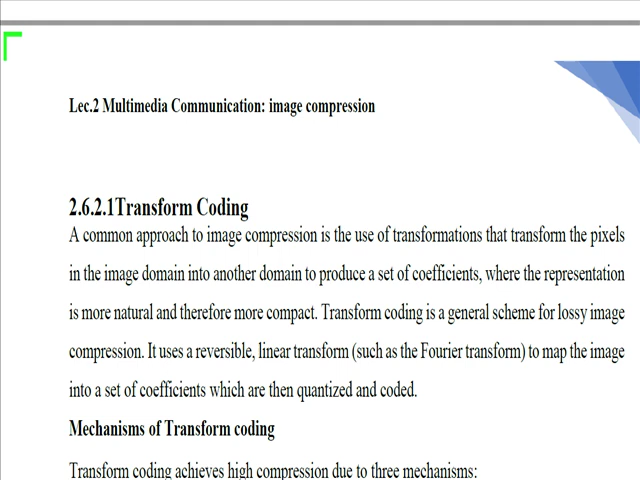 Lec.2 Multimedia Communication: image compression
2.6.2.1Transform Coding
A common approach to image compression is the use of transformations that transform the pixels
in the image domain into another domain to produce a set of coefficients, where the representation
is more natural and therefore more compact. Transform coding is a general scheme for lossy image
compression. It uses a reversible, linear transform (such as the Fourier transform) to map the image
into a set of coefficients which are then quantized and coded.
Mechanisms of Transform coding
Transform coding achieves high compression due to three mechanisms: